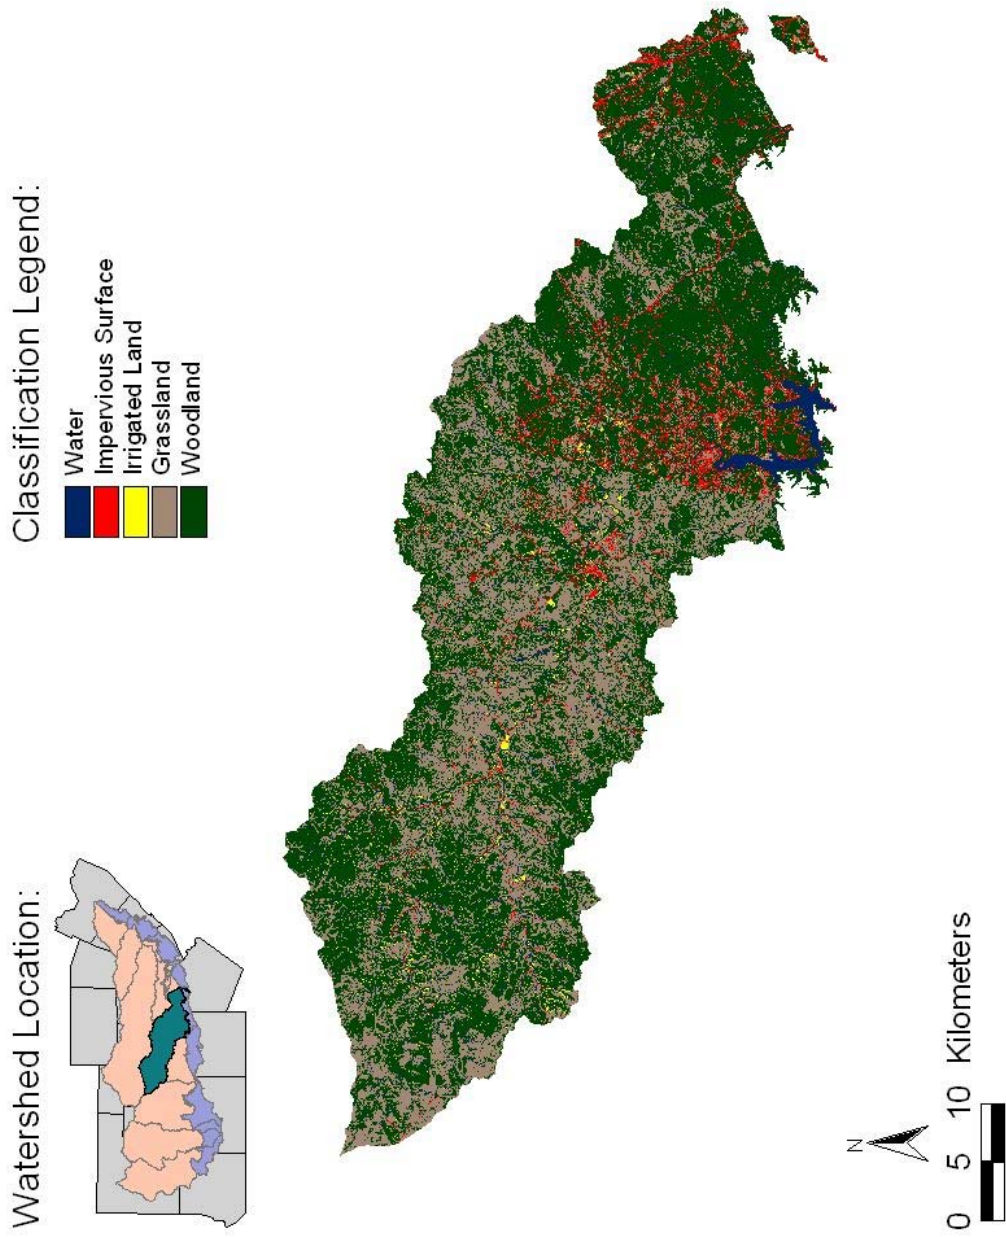 Watershed Location:
Classification Legend:
Water
Impervious Surface
Irrigated Land
Grassland
Woodland
N
0 5 10 Kilometers